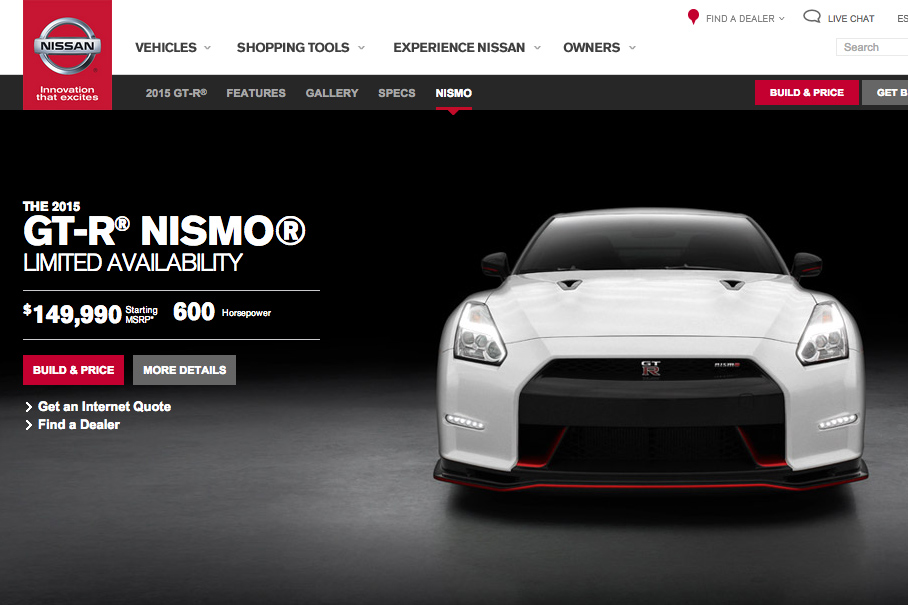 FIND A DEALER
LIVE CHAT
ES
NISSAN
Innovation
that excites
VEHICLES
SHOPPING TOOLS
EXPERIENCE NISSAN
OWNERS
Search
2015 GT-R®
FEATURES
GALLERY
SPECS
NISMO
BUILD & PRICE
GET B
THE 2015
GT-R® NISMO®
LIMITED AVAILABILITY
$149,990 Starting MSRP* 600 Horsepower
BUILD & PRICE
MORE DETAILS
Get an Internet Quote
Find a Dealer
GT
R
nismo